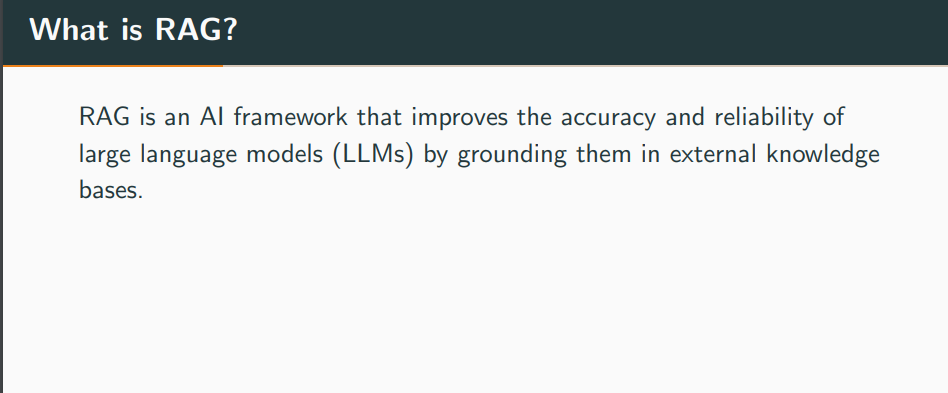 What is RAG?
RAG is an AI framework that improves the accuracy and reliability of
large language models (LLMs) by grounding them in external knowledge
bases.